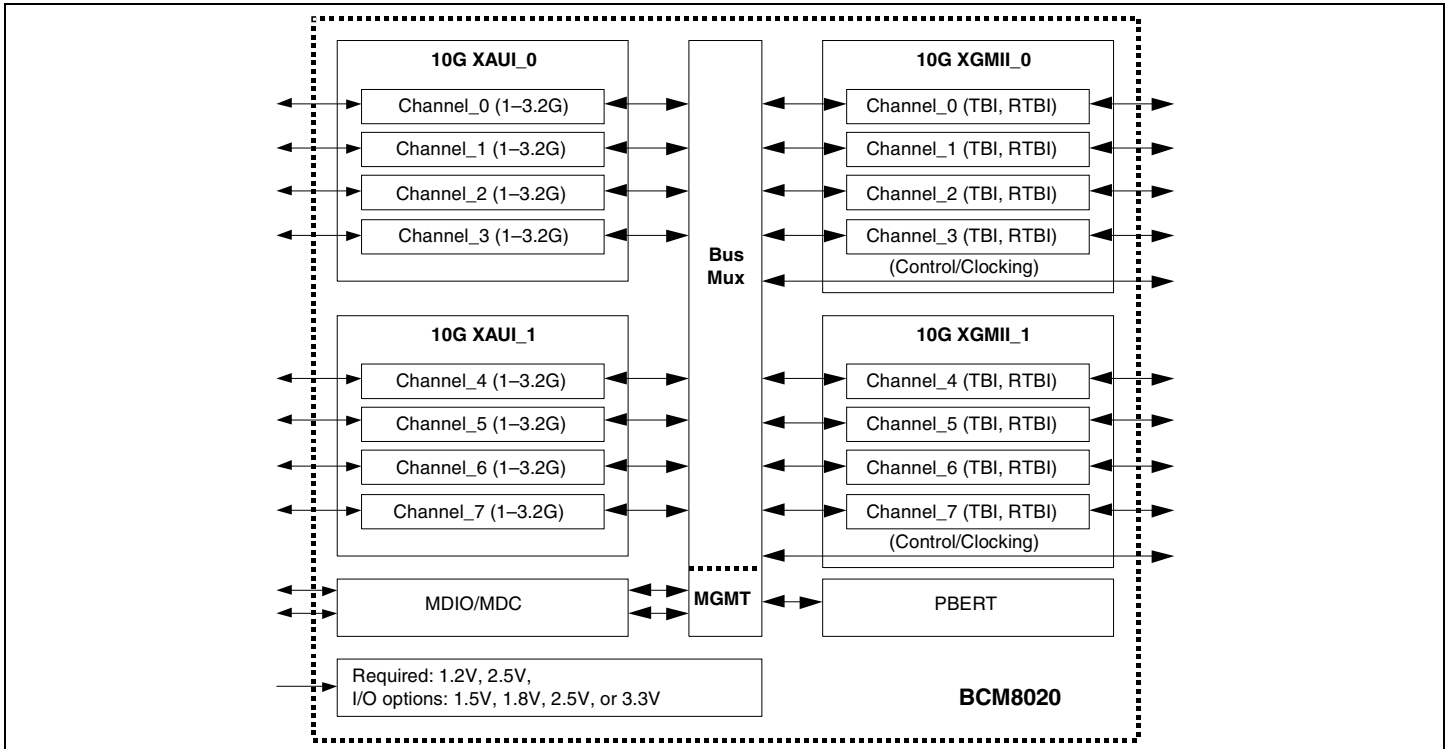 10G XAUI_0
Channel_0 (1–3.2G)
Channel_1 (1–3.2G)
Channel_2 (1–3.2G)
Channel_3 (1–3.2G)
10G XAUI_1
Channel_4 (1–3.2G)
Channel_5 (1–3.2G)
Channel_6 (1–3.2G)
Channel_7 (1–3.2G)
MDIO/MDC
Bus
Mux
MGMT
10G XGMII_0
Channel_0 (TBI, RTBI)
Channel_1 (TBI, RTBI)
Channel_2 (TBI, RTBI)
Channel_3 (TBI, RTBI)
(Control/Clocking)
10G XGMII_1
Channel_4 (TBI, RTBI)
Channel_5 (TBI, RTBI)
Channel_6 (TBI, RTBI)
Channel_7 (TBI, RTBI)
(Control/Clocking)
PBERT
Required: 1.2V, 2.5V,
I/O options: 1.5V, 1.8V, 2.5V, or 3.3V
BCM8020